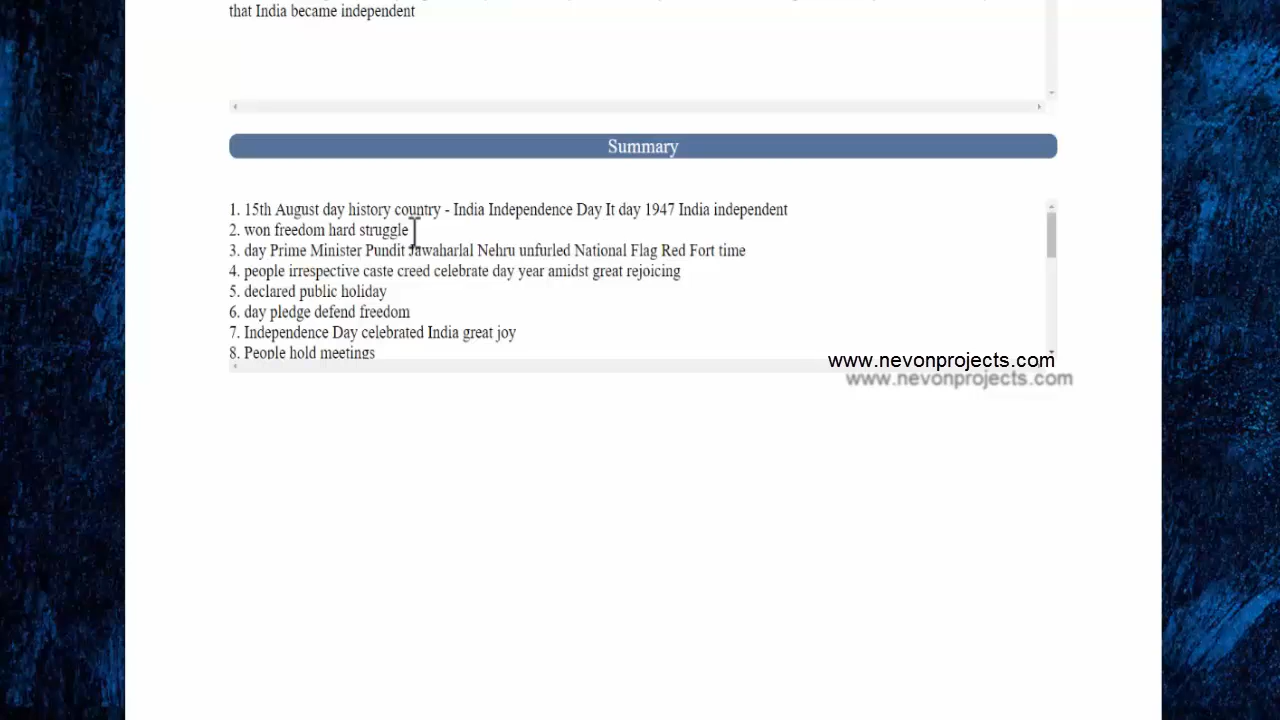 that India became independent
Summary
1. 15th August day history country - India Independence Day It day 1947 India independent
2. won freedom hard struggle
3. day Prime Minister Pundit Jawaharlal Nehru unfurled National Flag Red Fort time
4. people irrespective caste creed celebrate day year amidst great rejoicing
5. declared public holiday
6. day pledge defend freedom
7. Independence Day celebrated India great joy
8. People hold meetings
www.nevonprojects.com
www.nevonprojects.com